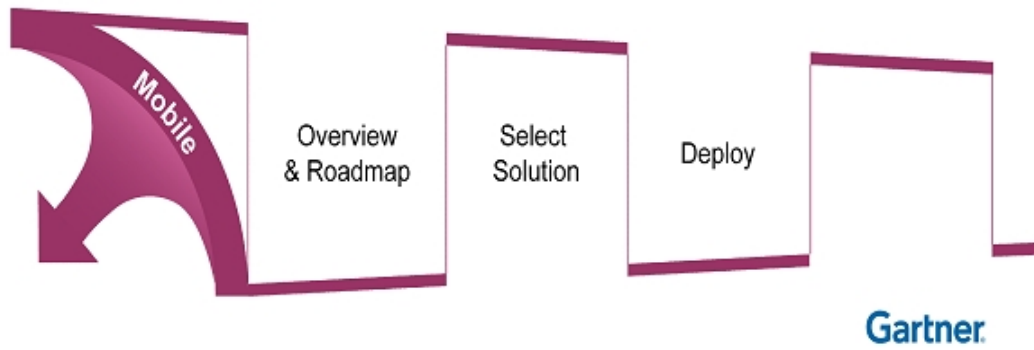 Mobile
Overview
& Roadmap
Select
Solution
Deploy
Gartner